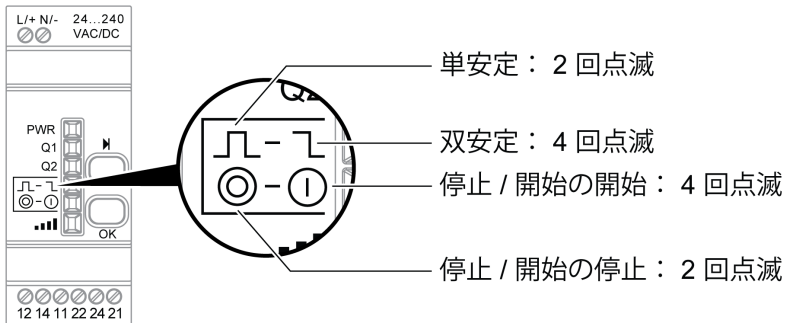 L/+ N/- 24...240
VAC/DC
PWR
Q1
Q2
OK
12 14 11 22 24 21
単安定： 2 回点滅
双安定： 4 回点滅
停止 / 開始の開始： 4 回点滅
停止 / 開始の停止： 2 回点滅